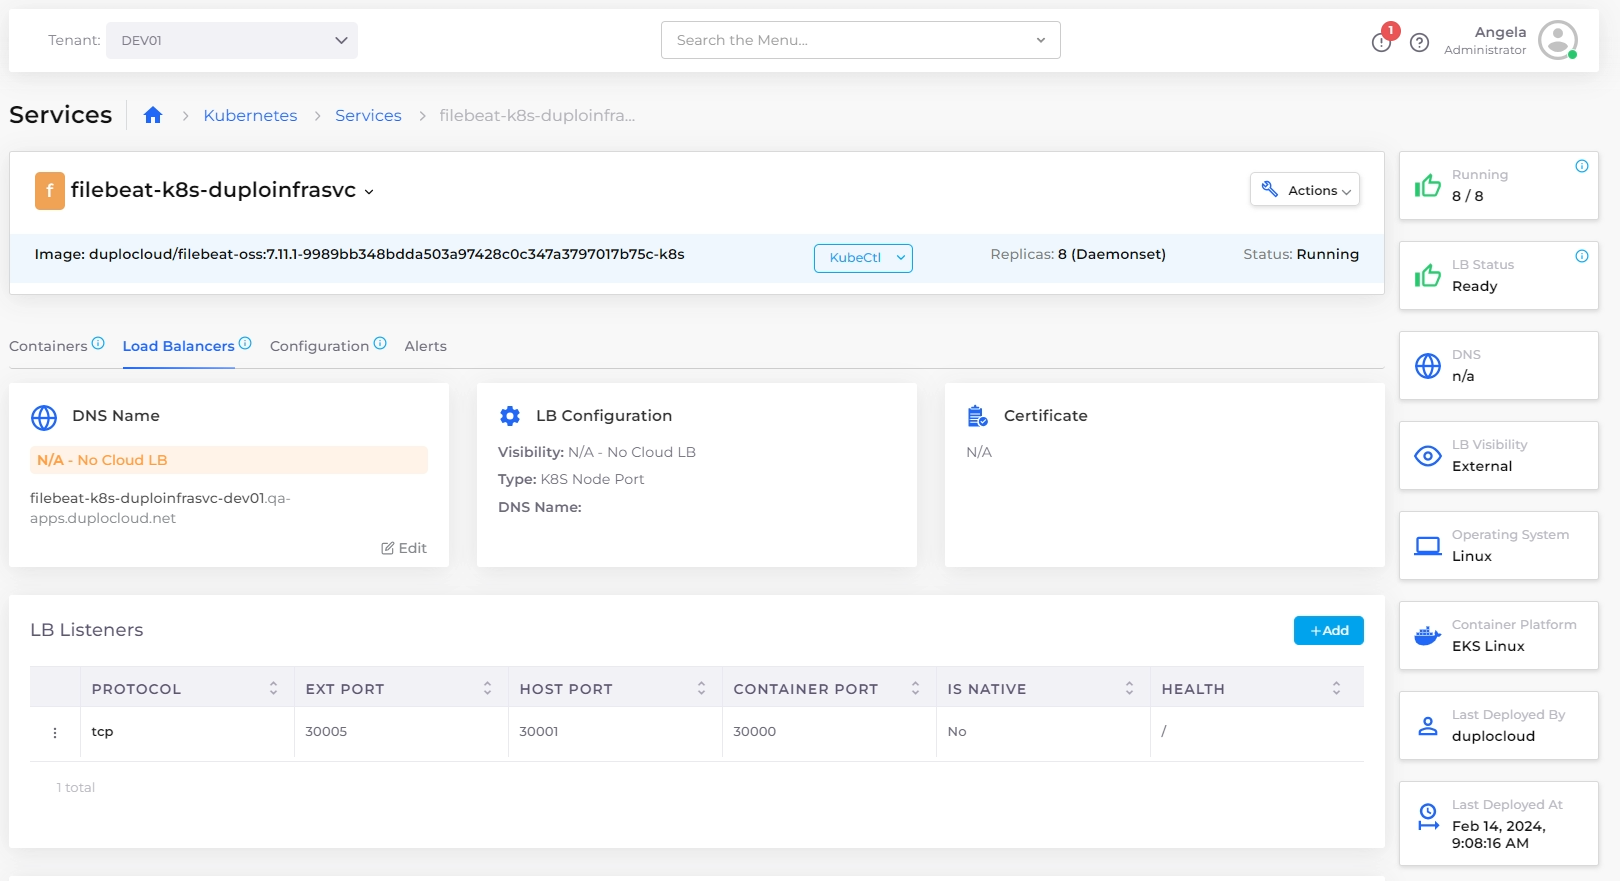 Tenant: DEV01
Search the Menu...
1
Angela
Administrator
Services
Kubernetes
Services
filebeat-k8s-duploinfra...
f filebeat-k8s-duploinfrasvc
Actions
Image: duplocloud/filebeat-oss:7.11.1-9989bb348bdda503a97428c0c347a3797017b75c-k8s
KubeCtl
Replicas: 8 (Daemonset)
Status: Running
Containers
Load Balancers
Configuration
Alerts
DNS Name
N/A - No Cloud LB
filebeat-k8s-duploinfrasvc-dev01.qa-
apps.duplocloud.net
Edit
LB Configuration
Visibility: N/A - No Cloud LB
Type: K8S Node Port
DNS Name:
Certificate
N/A
LB Listeners
+Add
PROTOCOL EXT PORT HOST PORT CONTAINER PORT IS NATIVE HEALTH
tcp 30005 30001 30000 No /
1 total
Running
8 / 8
LB Status
Ready
DNS
n/a
LB Visibility
External
Operating System
Linux
Container Platform
EKS Linux
Last Deployed By
duplocloud
Last Deployed At
Feb 14, 2024,
9:08:16 AM